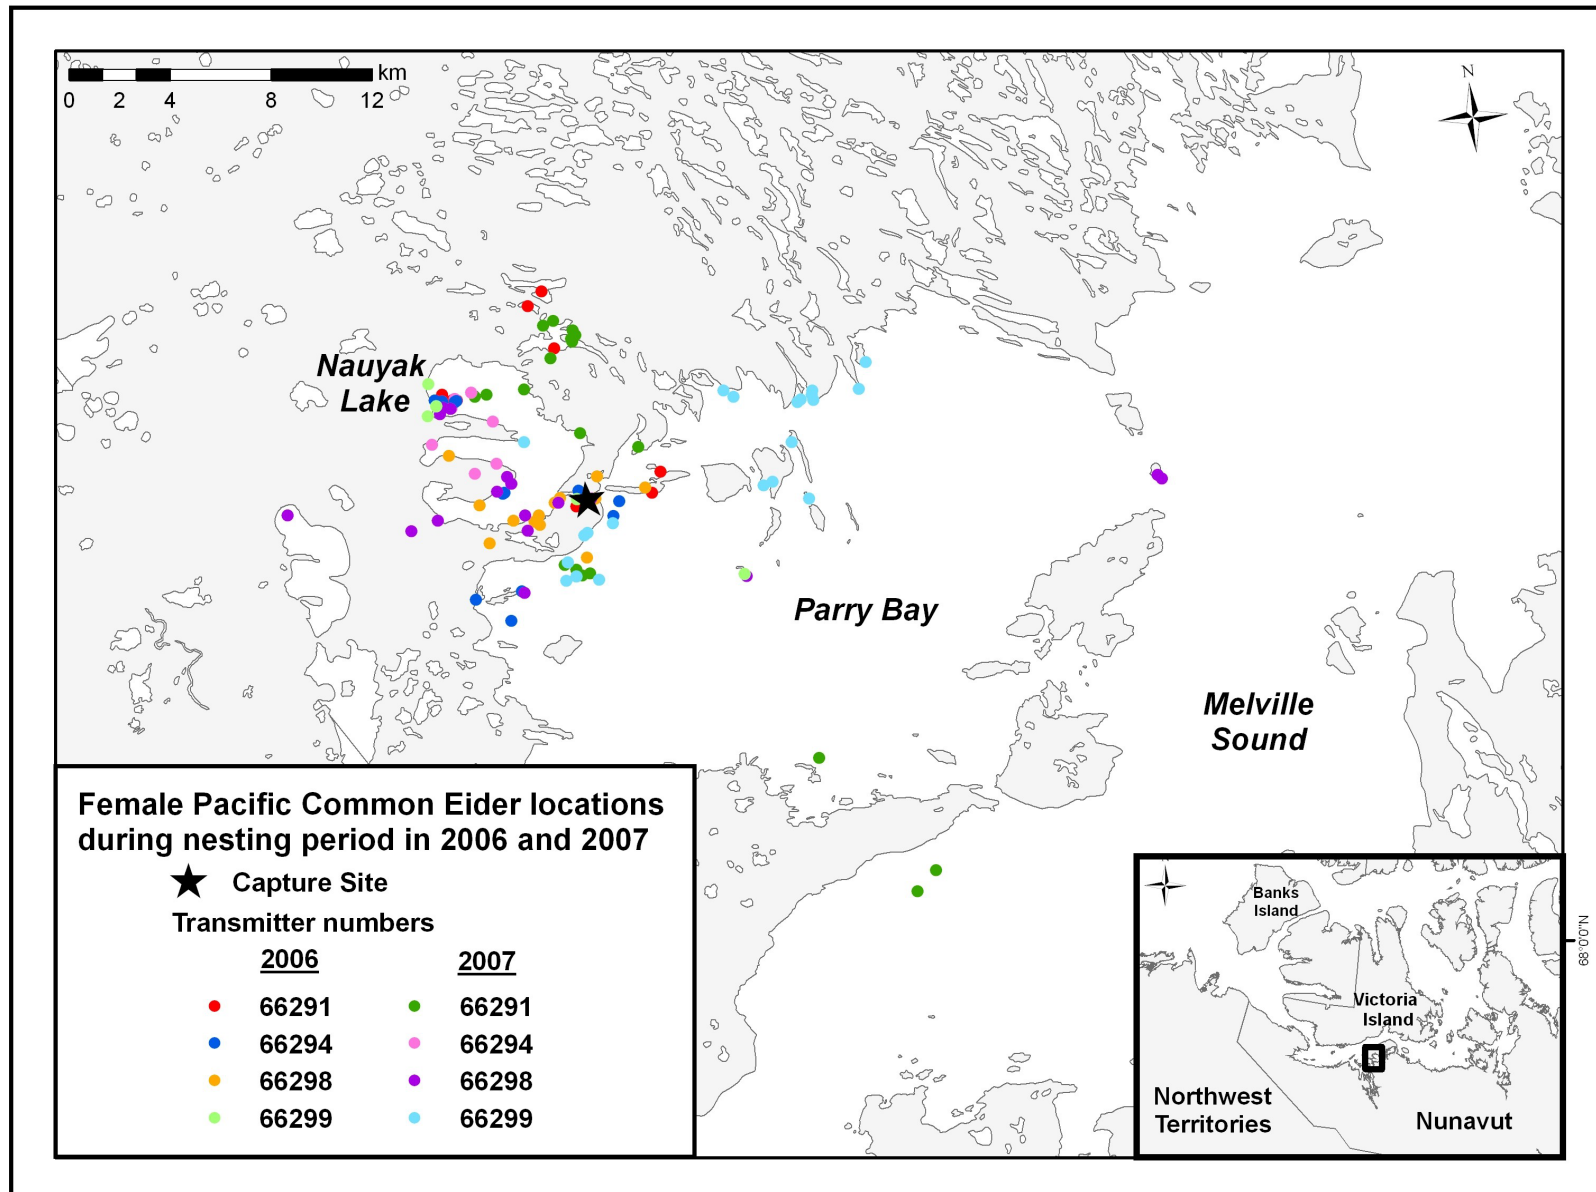 km
0 2 4 8 12
N
Nauyak
Lake
Parry Bay
Melville
Sound
Female Pacific Common Eider locations
during nesting period in 2006 and 2007
Capture Site
Transmitter numbers
2006 2007
66291 66291
66294 66294
66298 66298
66299 66299
Banks
Island
Victoria
Island
Northwest
Territories
Nunavut
68°0'0"N